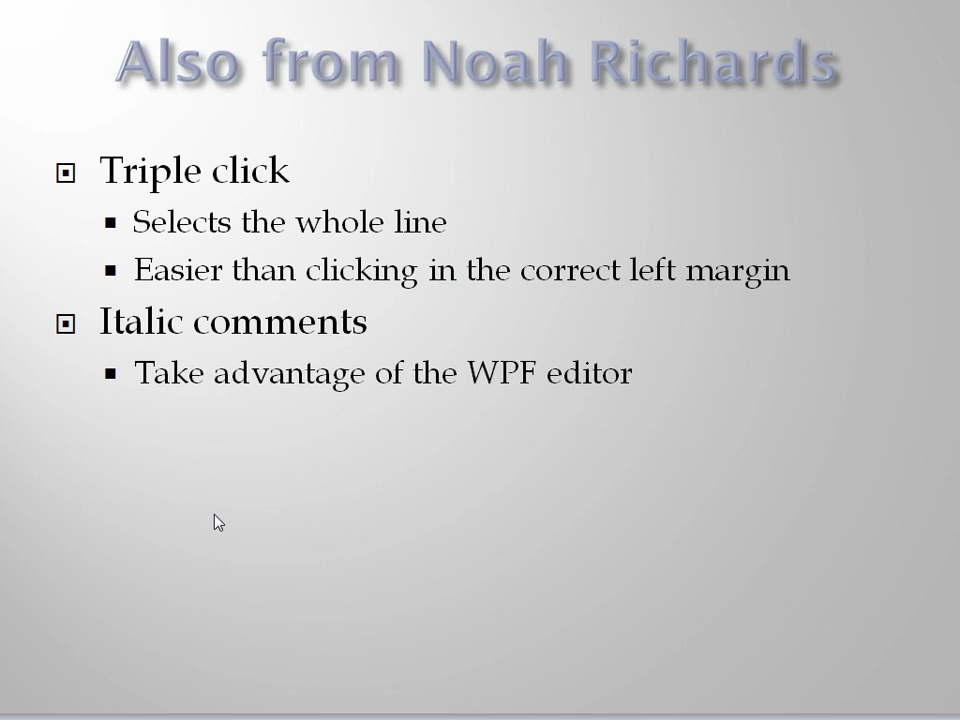 Also from Noah Richards
Triple click
Selects the whole line
Easier than clicking in the correct left margin
Italic comments
Take advantage of the WPF editor